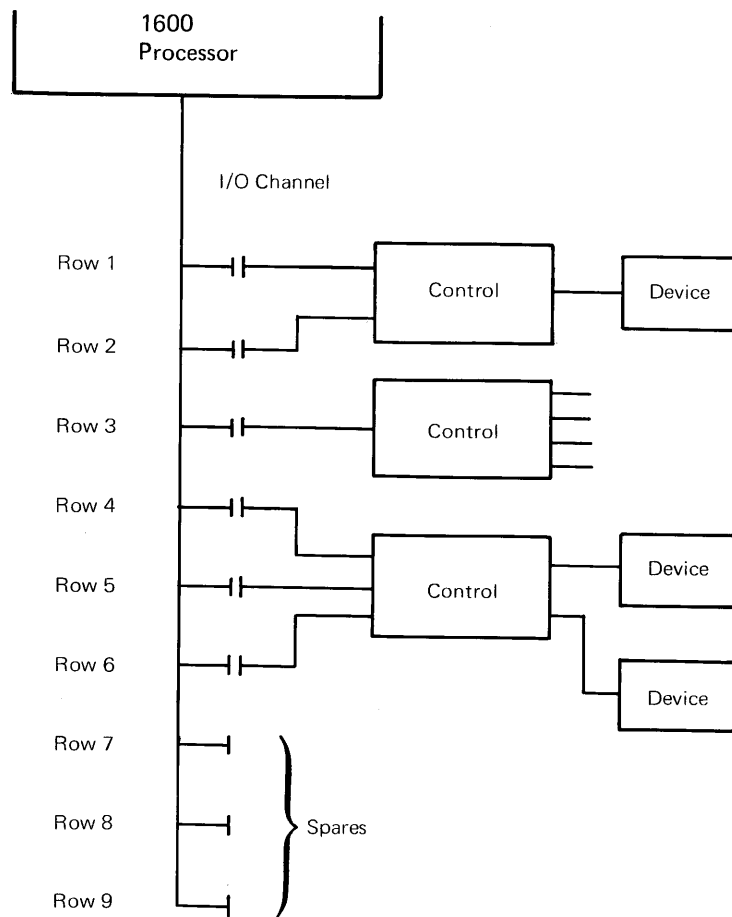 1600
Processor
I/O Channel
Row 1
Control
Device
Row 2
Row 3
Control
Row 4
Device
Row 5
Control
Row 6
Device
Row 7
Row 8
Spares
Row 9